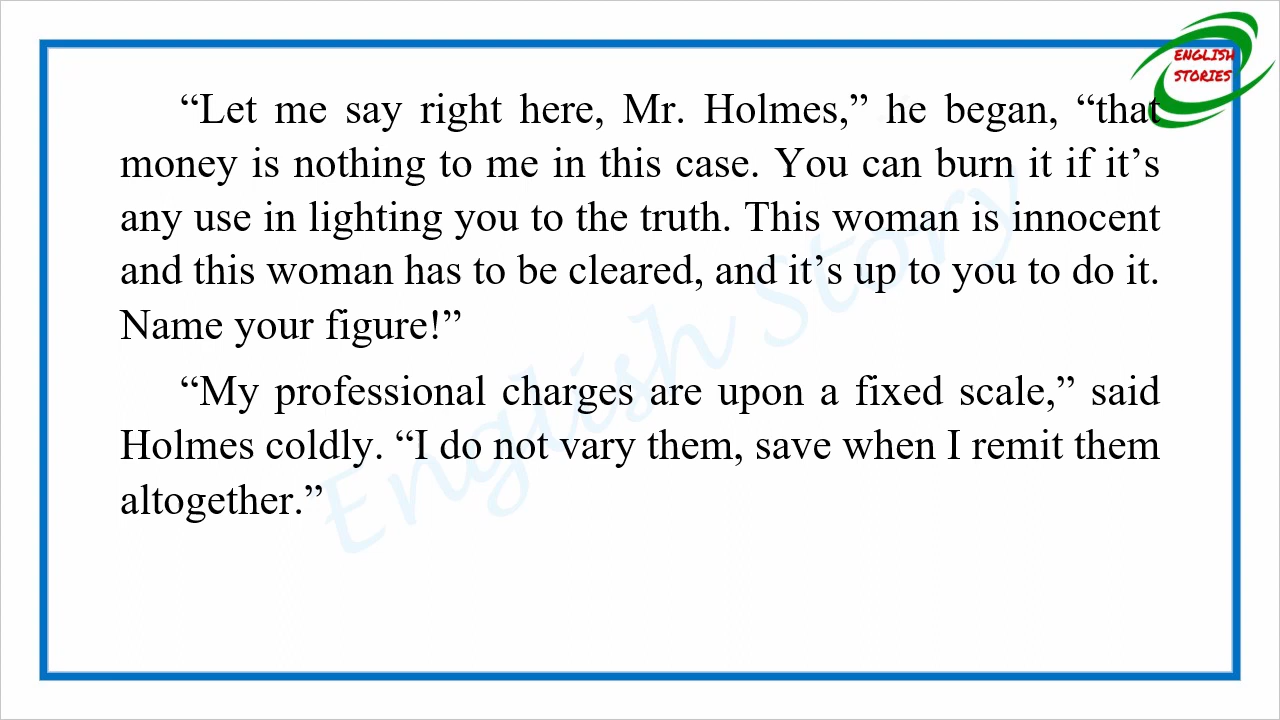 ENGLISH
STORIES
“Let me say right here, Mr. Holmes,” he began, “that
money is nothing to me in this case. You can burn it if it’s
any use in lighting you to the truth. This woman is innocent
and this woman has to be cleared, and it’s up to you to do it.
Name your figure!”
“My professional charges are upon a fixed scale,” said
Holmes coldly. “I do not vary them, save when I remit them
altogether.”
English Story